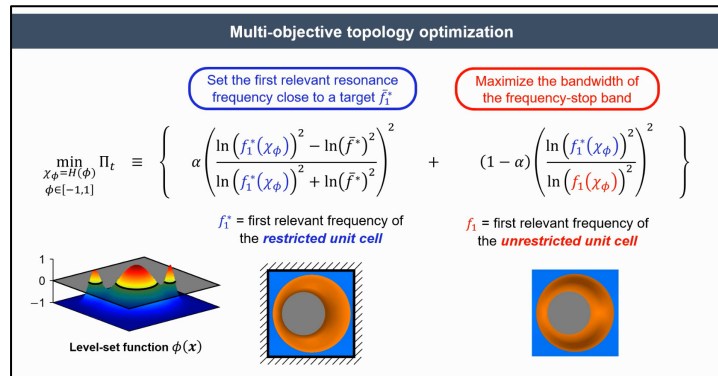 Multi-objective topology optimization
Set the first relevant resonance
frequency close to a target f̄₁*
Maximize the bandwidth of
the frequency-stop band
min Π_t ≡ { α ( (ln (f₁*(χ_ϕ))² − ln(f̄*)²) / (ln (f₁*(χ_ϕ))² + ln(f̄*)²) )² + (1 − α) ( ln (f₁*(χ_ϕ))² / ln (f₁(χ_ϕ))² )² }
χ_ϕ=H(ϕ)
ϕ∈[−1,1]
f₁* = first relevant frequency of
the restricted unit cell
f₁ = first relevant frequency of
the unrestricted unit cell
1
0
−1
Level-set function ϕ(x)